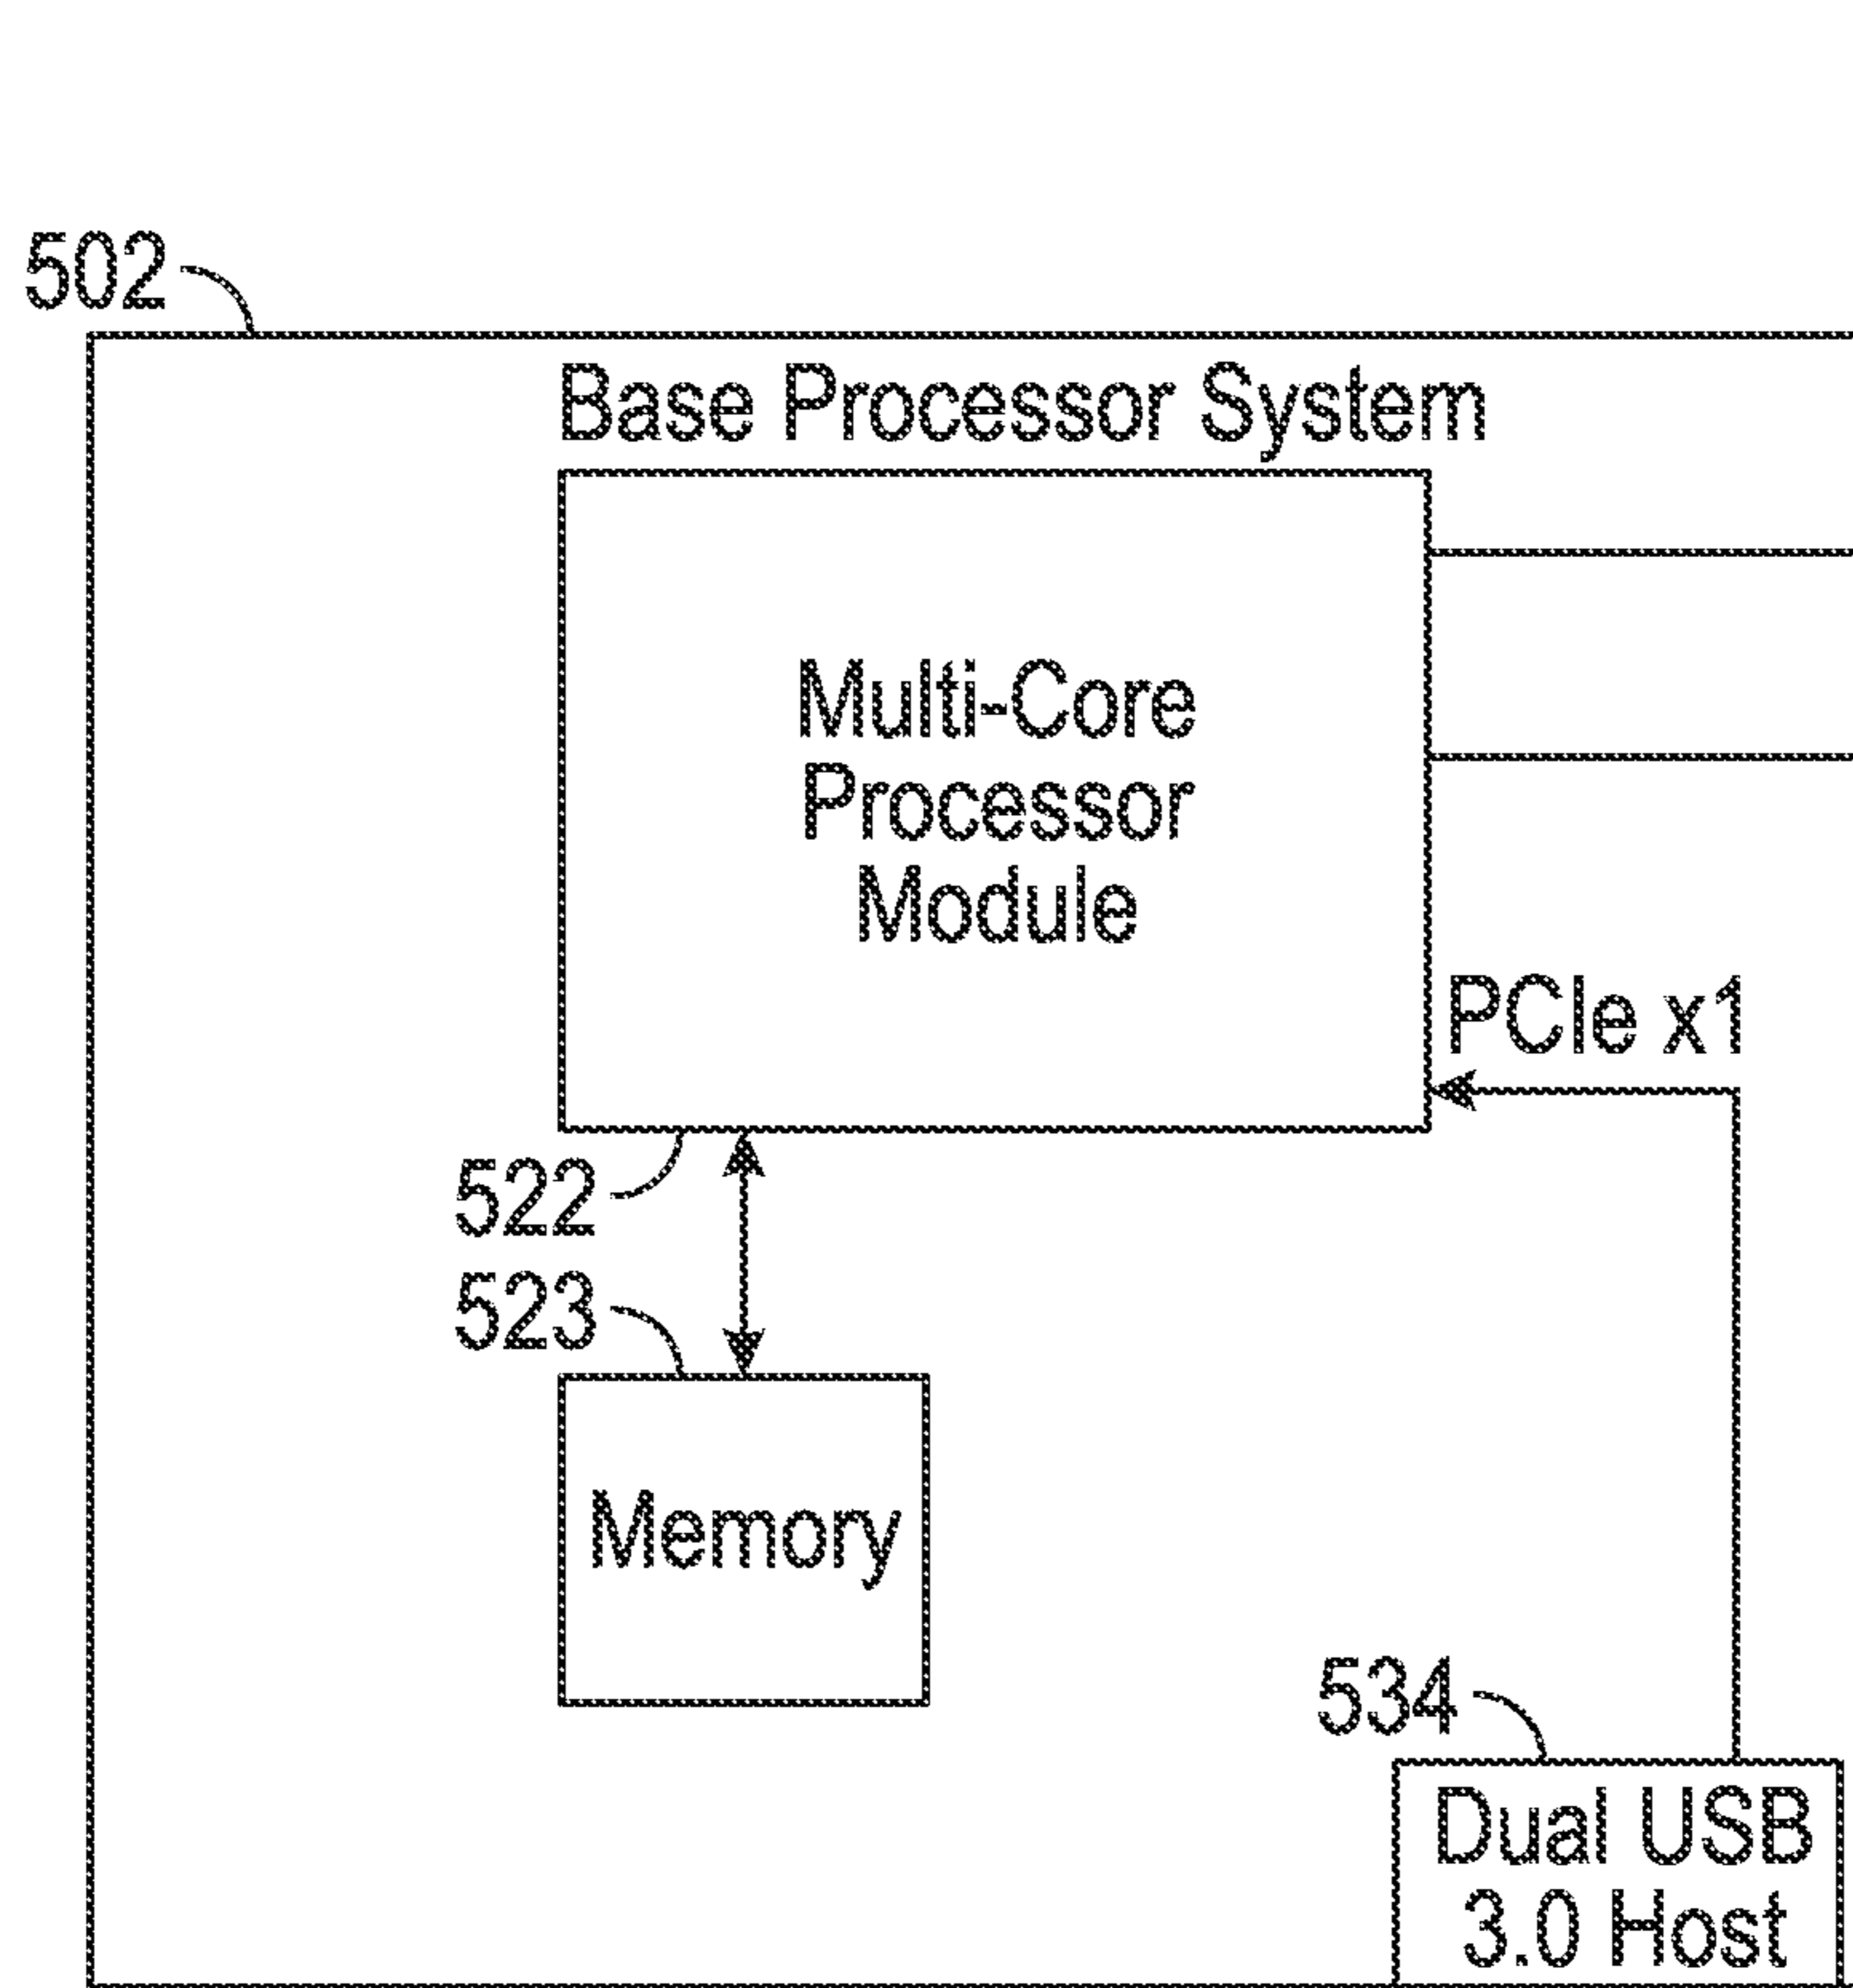 502
Base Processor System
Multi-Core
Processor
Module
PCIe x1
522
523
Memory
534
Dual USB
3.0 Host